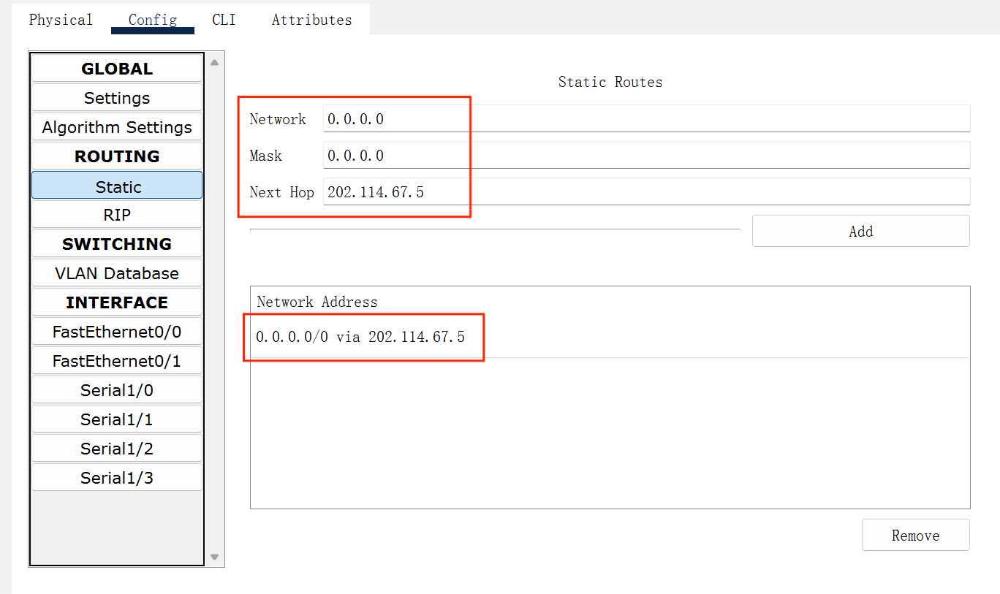 Physical Config CLI Attributes
GLOBAL
Settings
Algorithm Settings
ROUTING
Static
RIP
SWITCHING
VLAN Database
INTERFACE
FastEthernet0/0
FastEthernet0/1
Serial1/0
Serial1/1
Serial1/2
Serial1/3
Static Routes
Network 0.0.0.0
Mask 0.0.0.0
Next Hop 202.114.67.5
Add
Network Address
0.0.0.0/0 via 202.114.67.5
Remove